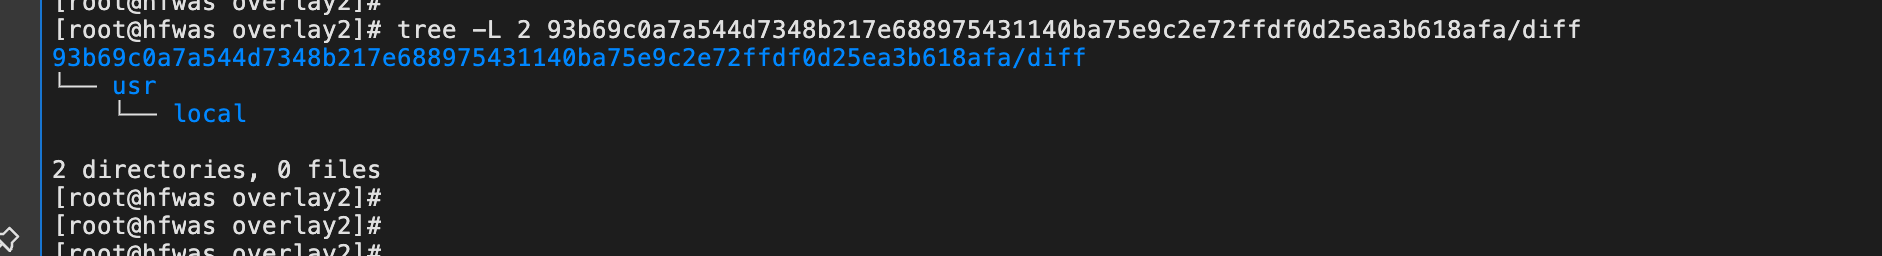 [root@hfwas overlay2]#
[root@hfwas overlay2]# tree -L 2 93b69c0a7a544d7348b217e688975431140ba75e9c2e72ffdf0d25ea3b618afa/diff
93b69c0a7a544d7348b217e688975431140ba75e9c2e72ffdf0d25ea3b618afa/diff
└── usr
    └── local

2 directories, 0 files
[root@hfwas overlay2]#
[root@hfwas overlay2]#
[root@hfwas overlay2]#